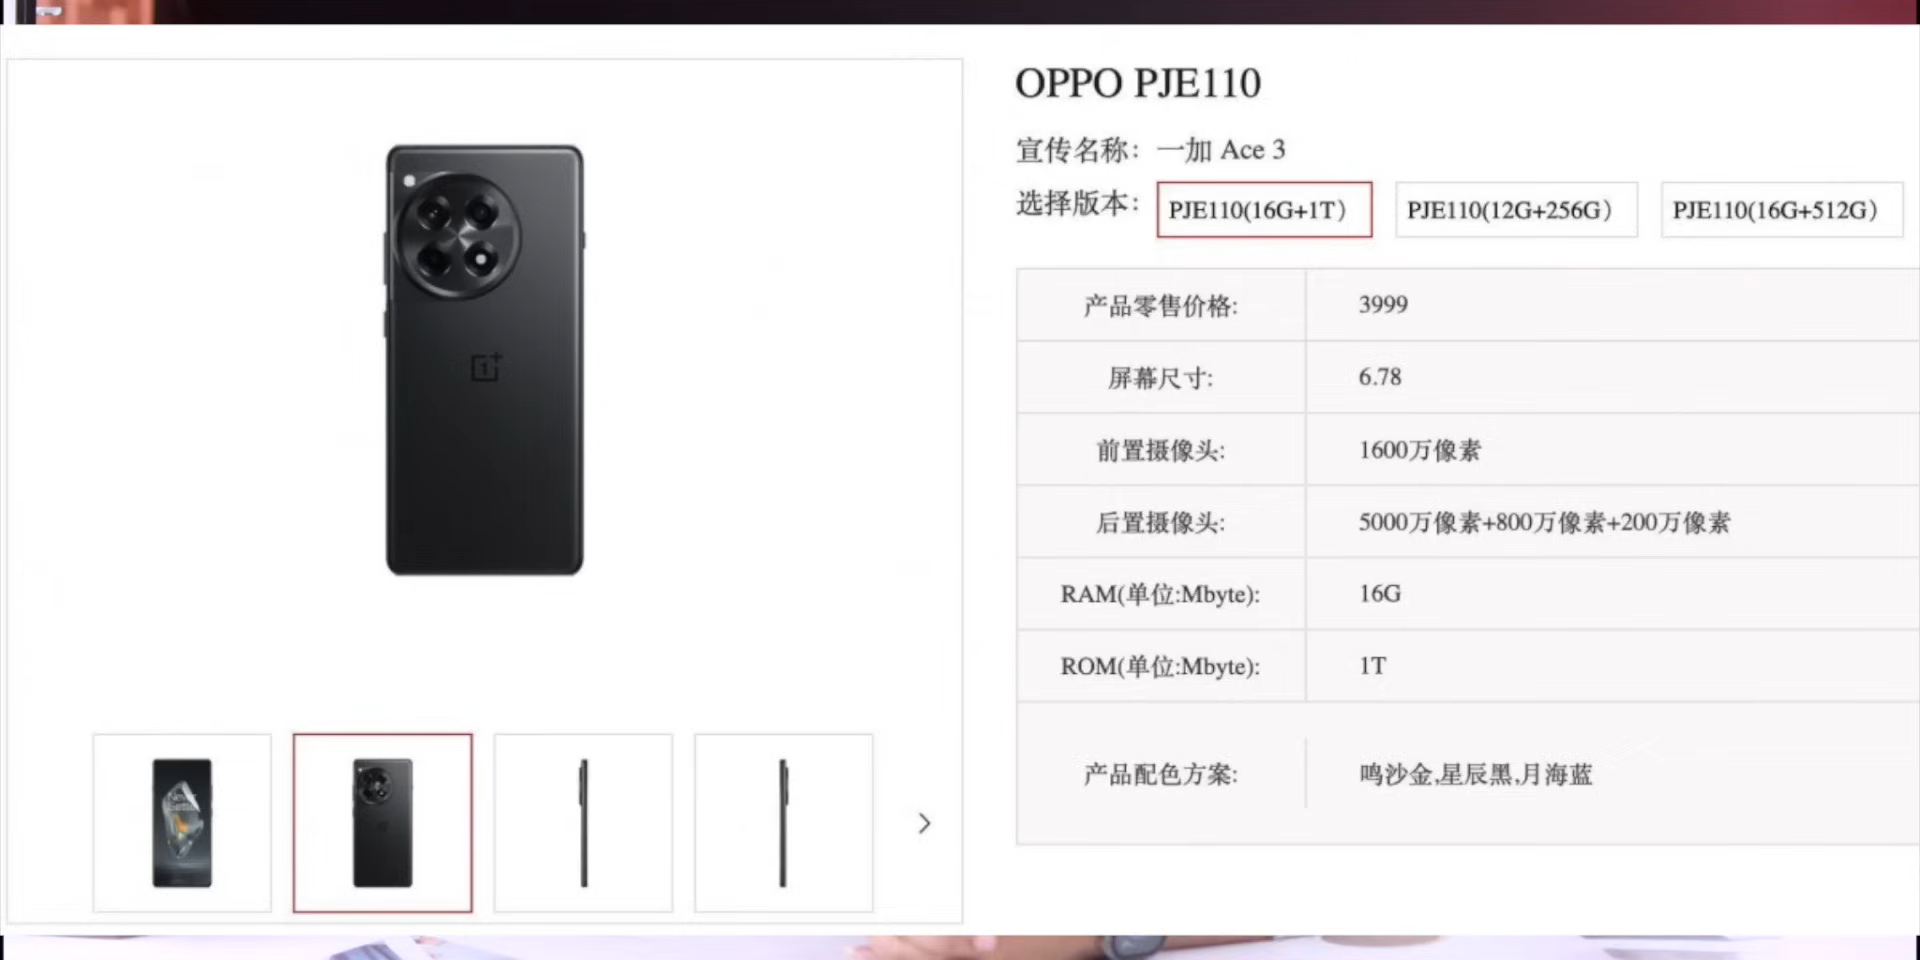 OPPO PJE110
宣传名称：一加 Ace 3
选择版本：
PJE110(16G+1T）
PJE110(12G+256G）
PJE110(16G+512G）
产品零售价格: 3999
屏幕尺寸: 6.78
前置摄像头: 1600万像素
后置摄像头: 5000万像素+800万像素+200万像素
RAM(单位:Mbyte): 16G
ROM(单位:Mbyte): 1T
产品配色方案: 鸣沙金,星辰黑,月海蓝